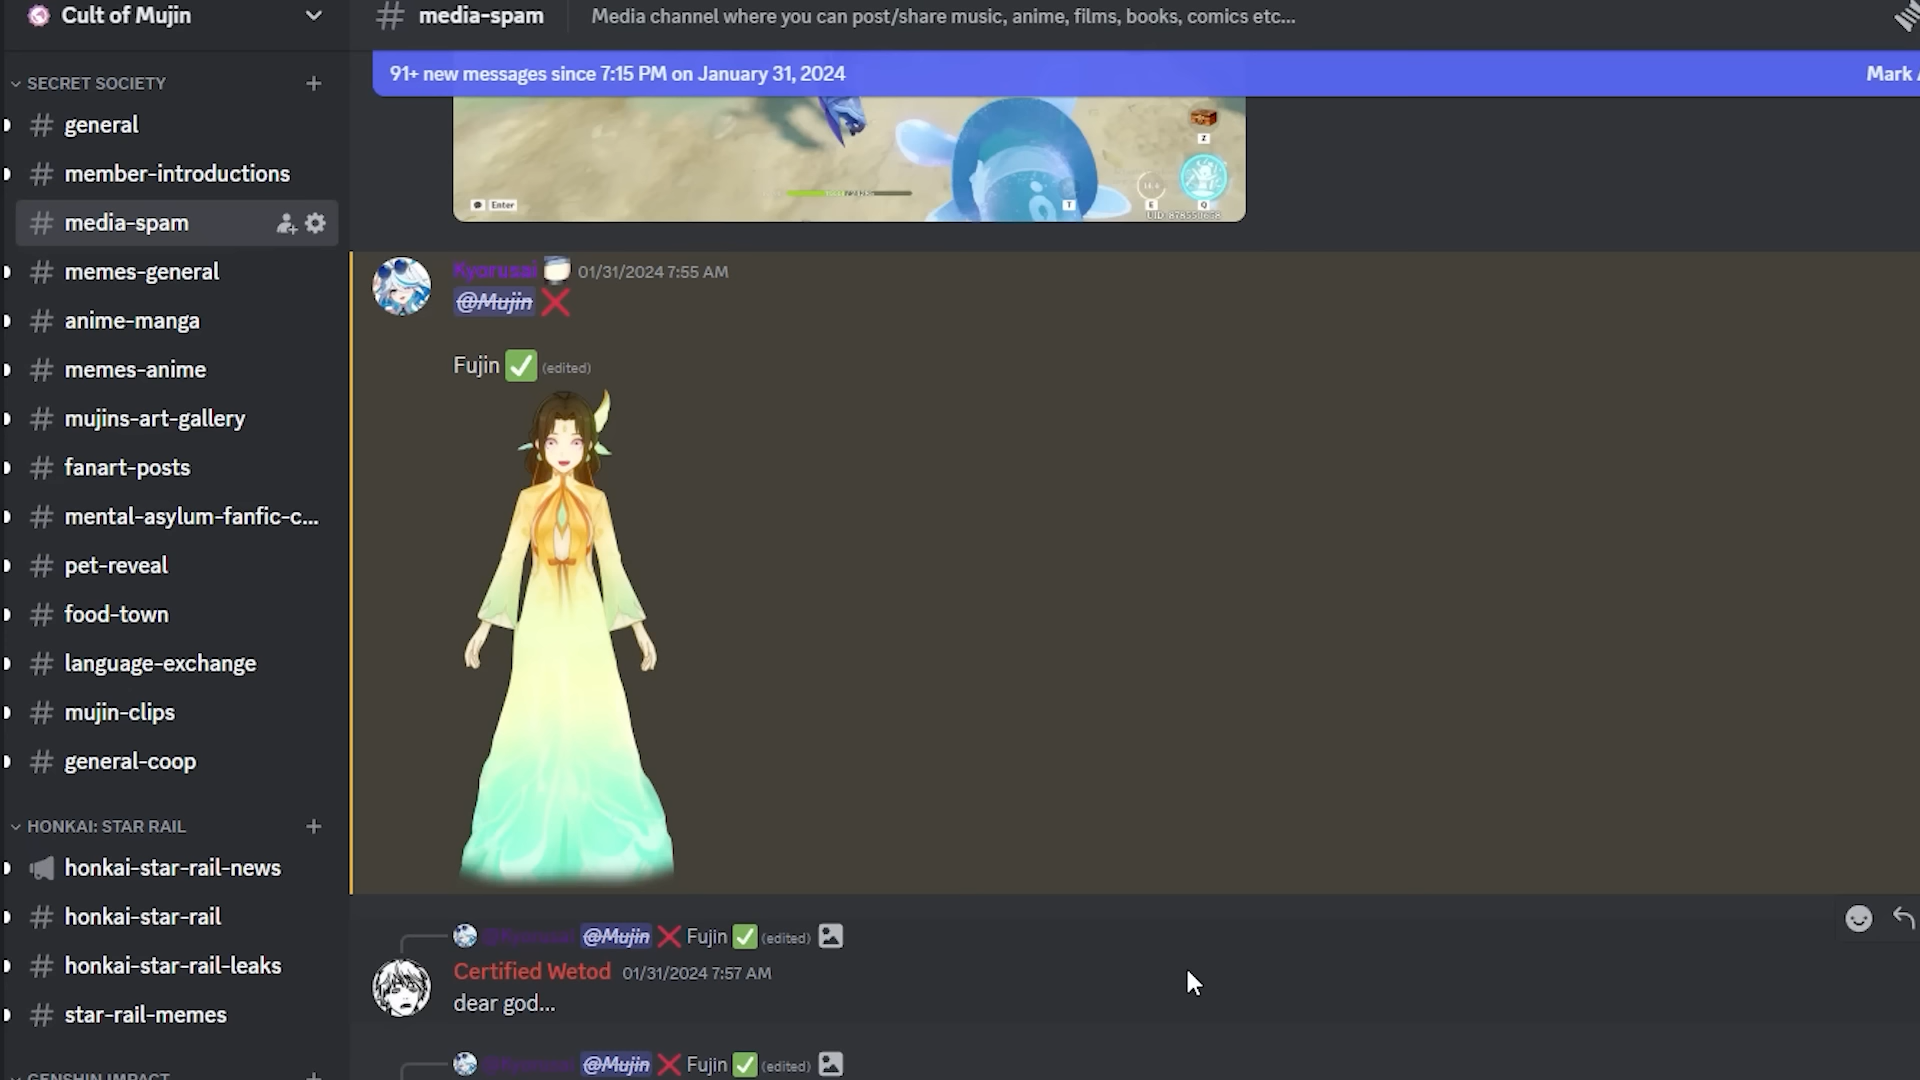 Cult of Mujin
# media-spam
Media channel where you can post/share music, anime, films, books, comics etc...
91+ new messages since 7:15 PM on January 31, 2024
Mark
SECRET SOCIETY
# general
# member-introductions
# media-spam
# memes-general
# anime-manga
# memes-anime
# mujins-art-gallery
# fanart-posts
# mental-asylum-fanfic-c...
# pet-reveal
# food-town
# language-exchange
# mujin-clips
# general-coop
HONKAI: STAR RAIL
honkai-star-rail-news
# honkai-star-rail
# honkai-star-rail-leaks
# star-rail-memes
GENSHIN IMPACT
Z
Enter
T
E
Q
Kyorusai 01/31/2024 7:55 AM
@Mujin ❌
Fujin ✅ (edited)
@Kyorusai @Mujin ❌ Fujin ✅ (edited)
Certified Wetod 01/31/2024 7:57 AM
dear god...
@Kyorusai @Mujin ❌ Fujin ✅ (edited)